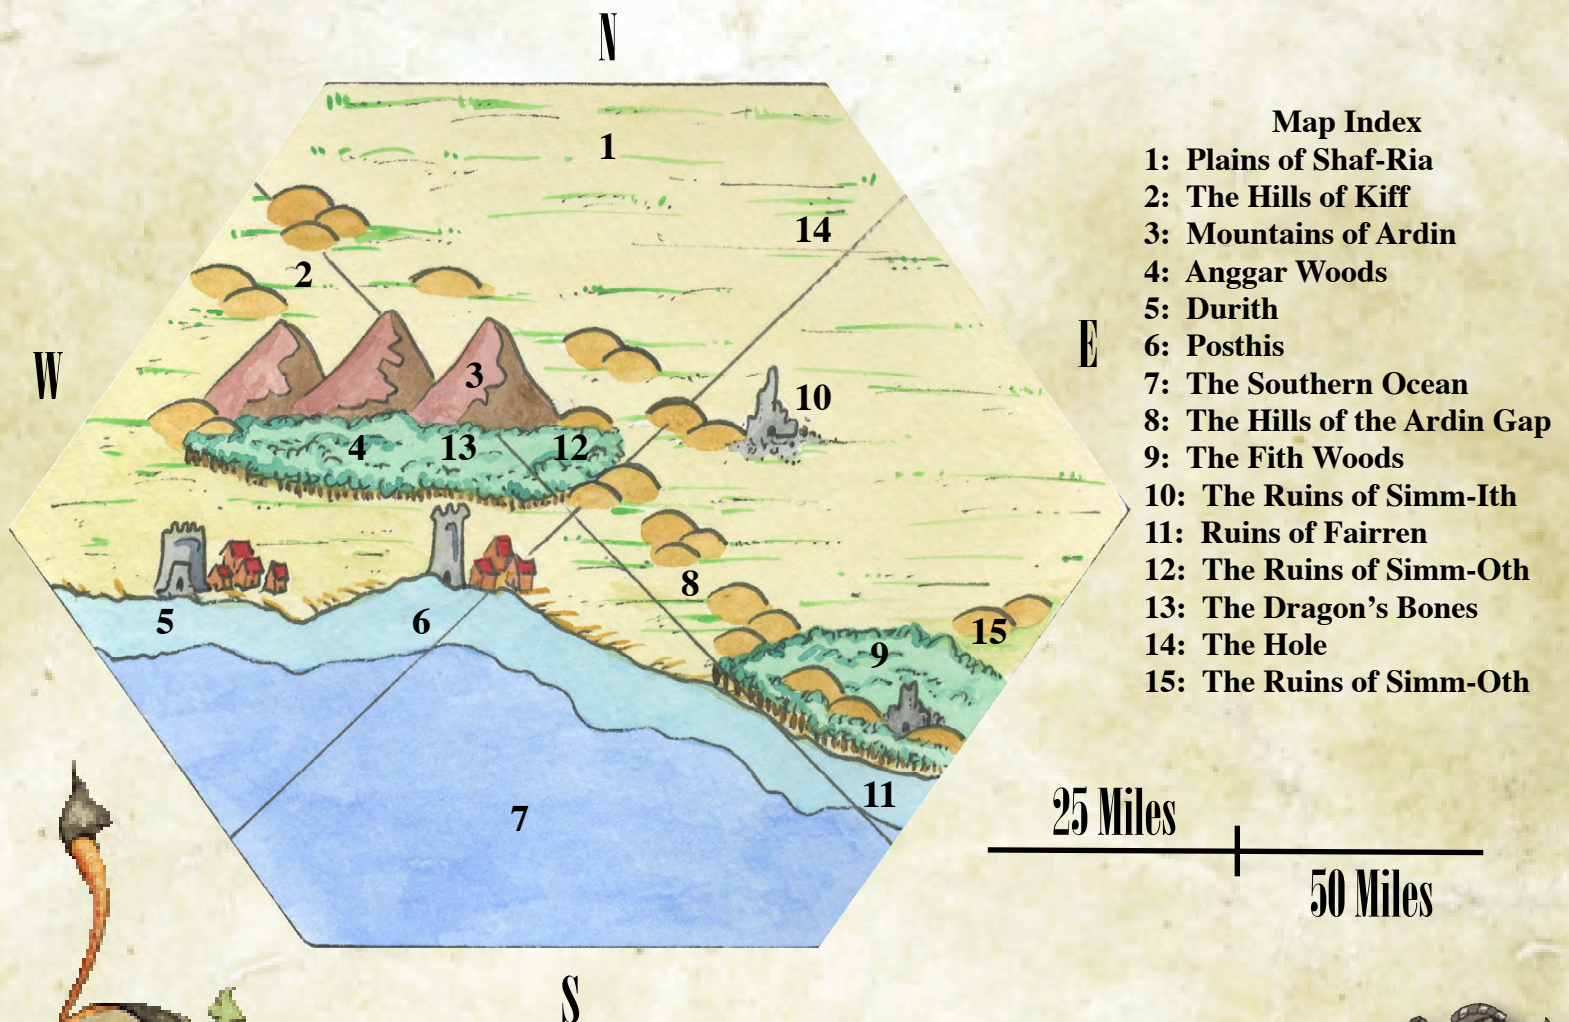 N
W
E
S
1
14
2
3
10
4
13
12
5
6
8
15
9
11
7
Map Index
1: Plains of Shaf-Ria
2: The Hills of Kiff
3: Mountains of Ardin
4: Anggar Woods
5: Durith
6: Posthis
7: The Southern Ocean
8: The Hills of the Ardin Gap
9: The Fith Woods
10: The Ruins of Simm-Ith
11: Ruins of Fairren
12: The Ruins of Simm-Oth
13: The Dragon’s Bones
14: The Hole
15: The Ruins of Simm-Oth
25 Miles
50 Miles